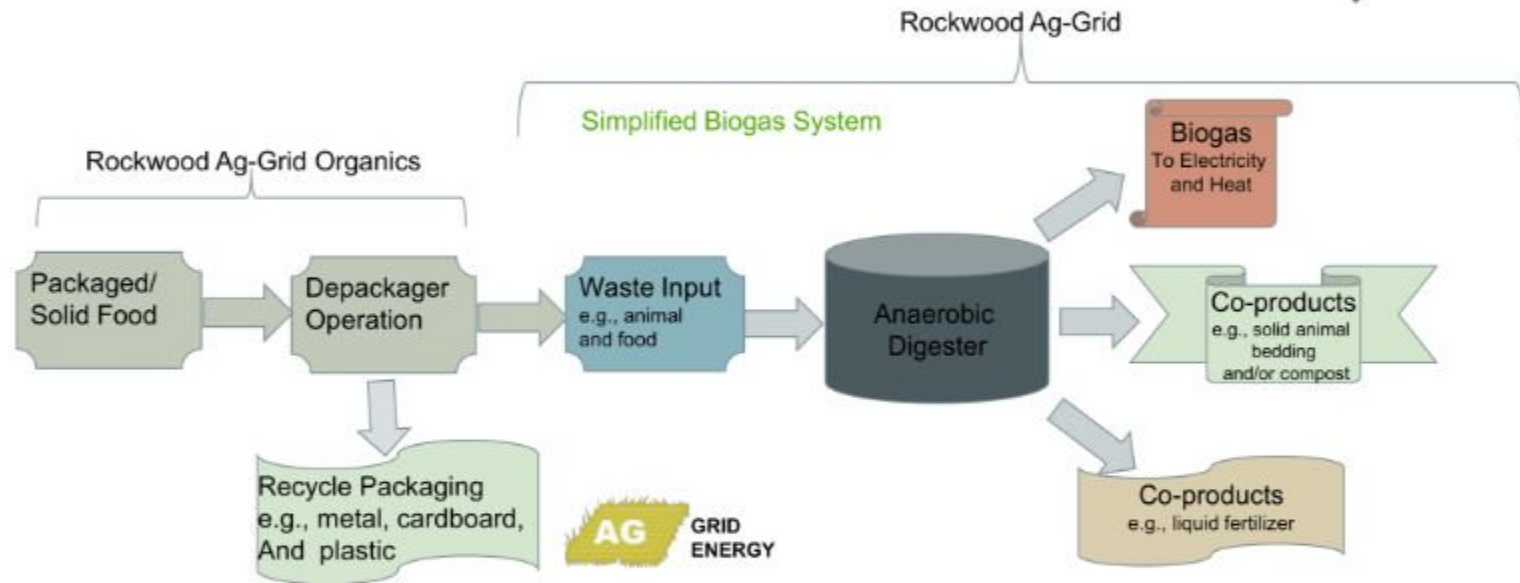 Rockwood Ag-Grid
Simplified Biogas System
Rockwood Ag-Grid Organics
Packaged/
Solid Food
Depackager
Operation
Waste Input
e.g., animal
and food
Anaerobic
Digester
Biogas
To Electricity
and Heat
Co-products
e.g., solid animal
bedding
and/or compost
Co-products
e.g., liquid fertilizer
Recycle Packaging
e.g., metal, cardboard,
And plastic
AG
GRID
ENERGY